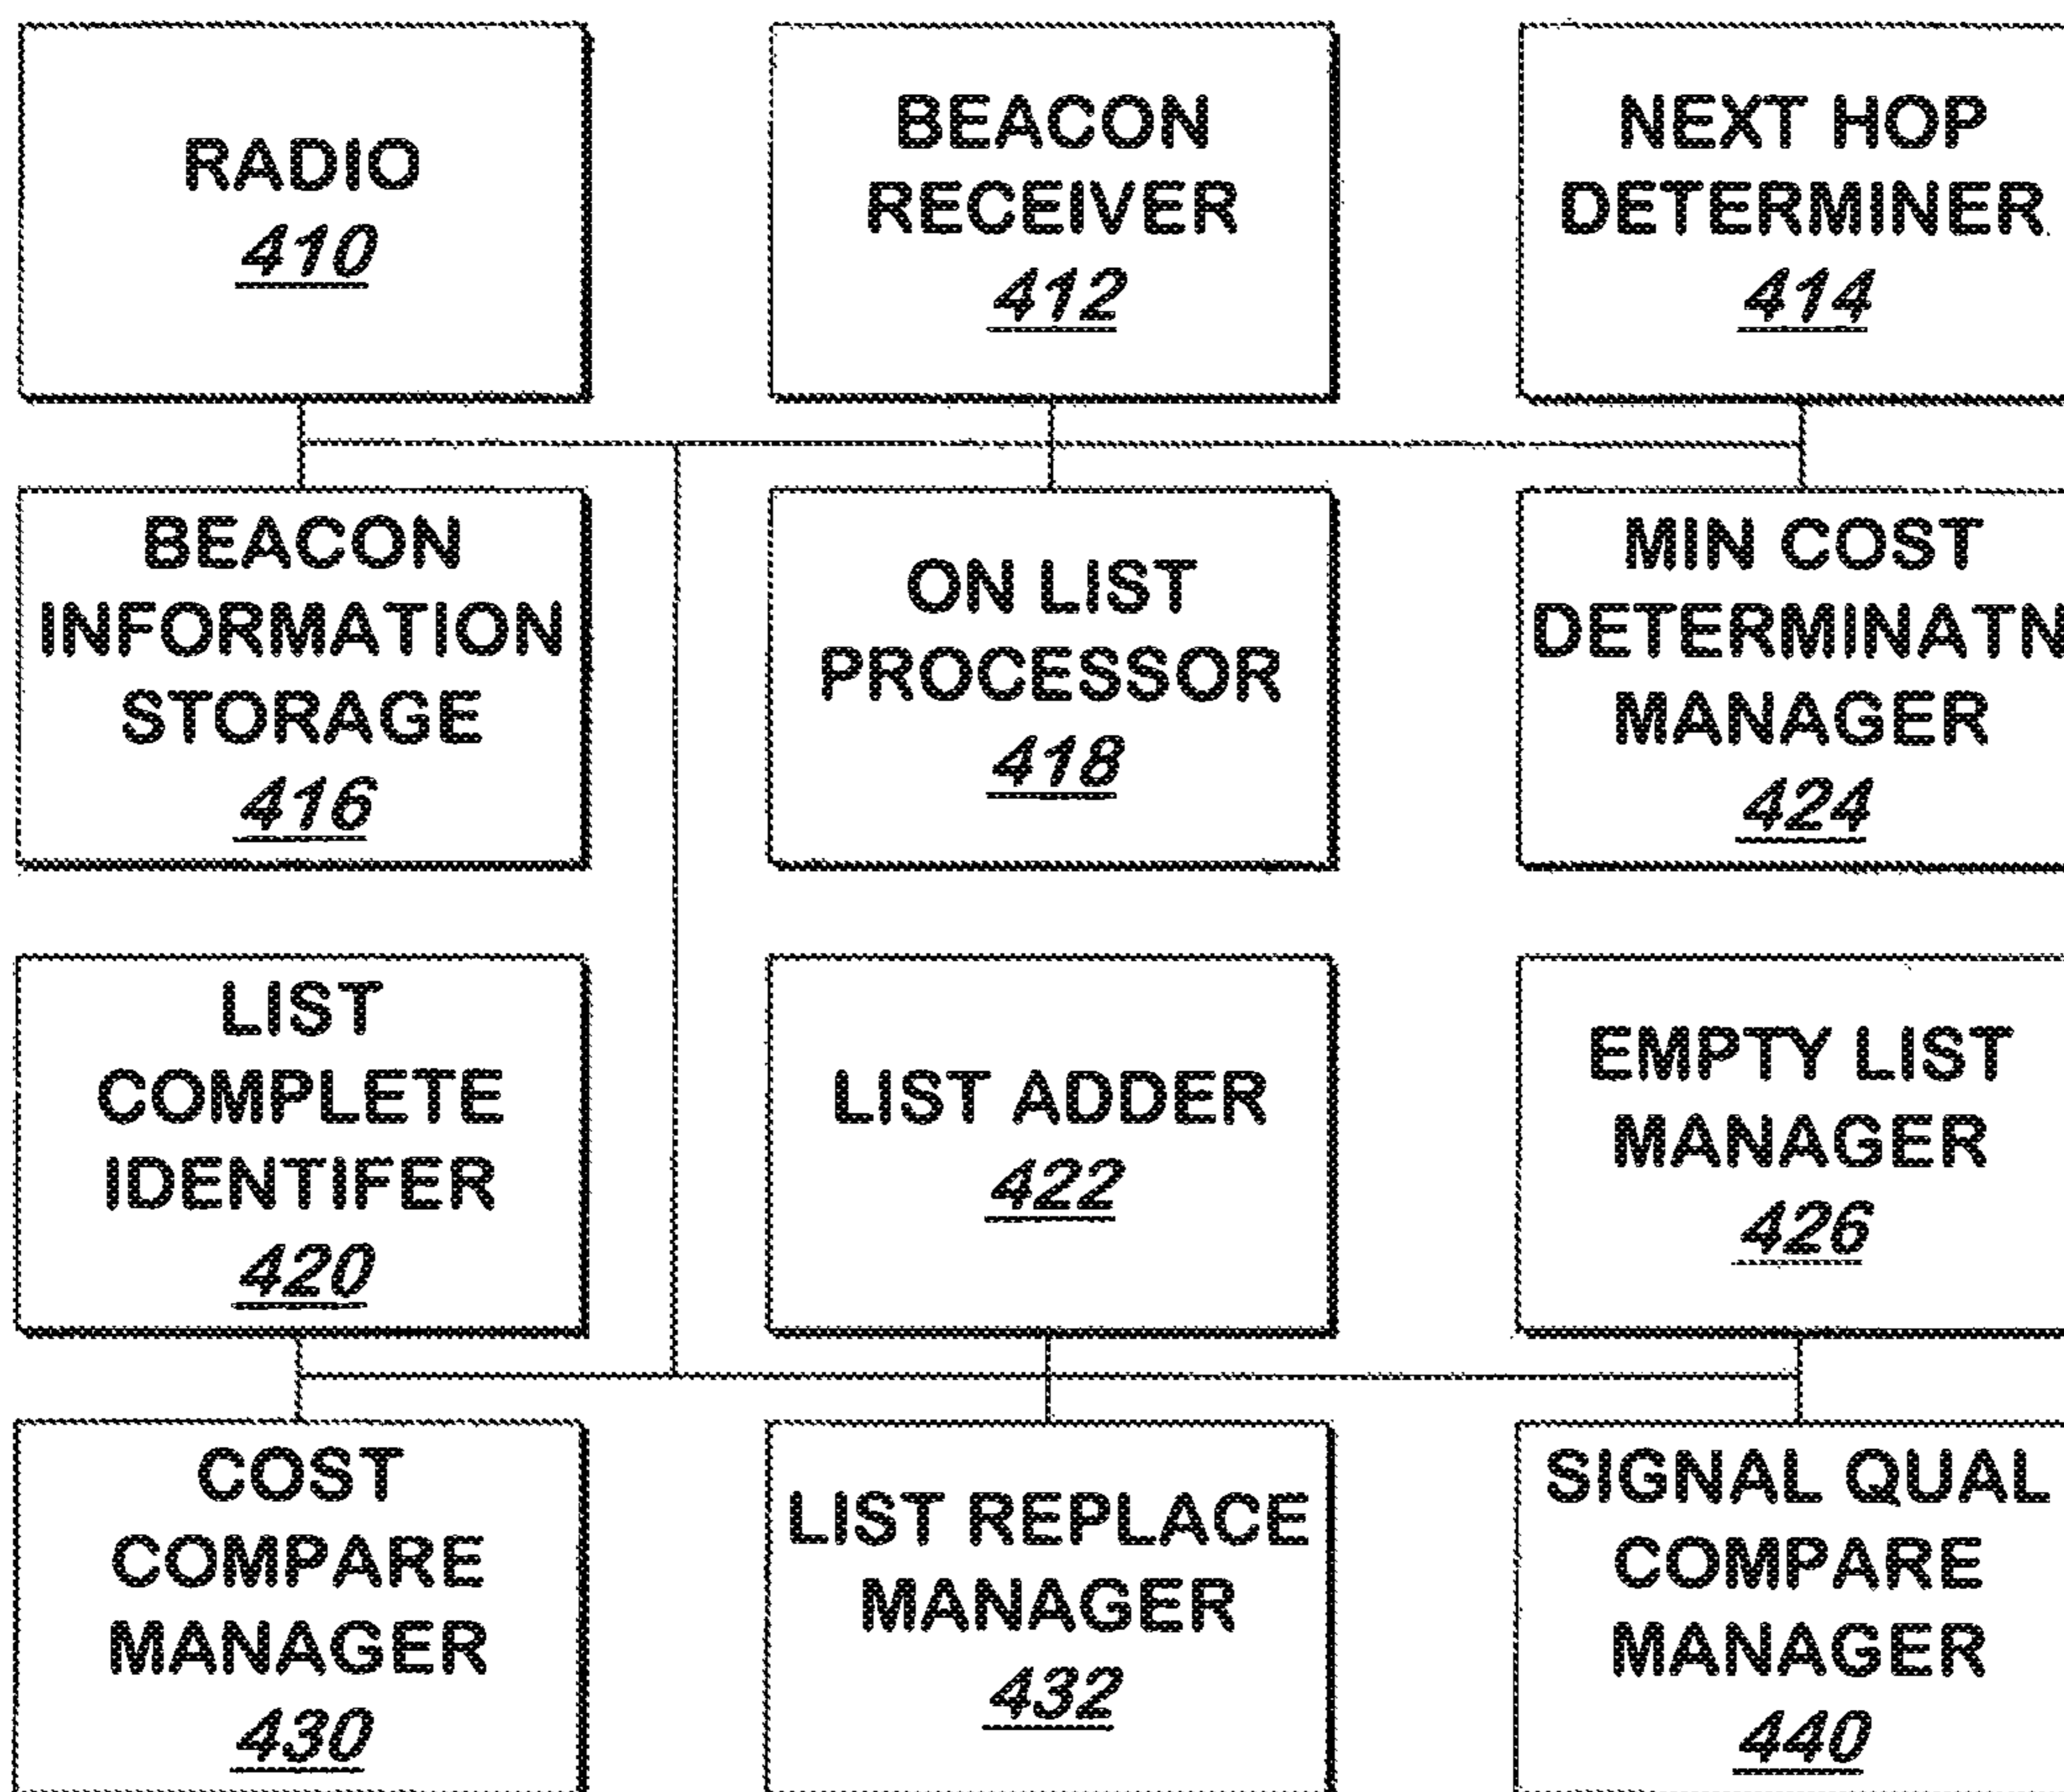 RADIO
410
BEACON
RECEIVER
412
NEXT HOP
DETERMINER
414
BEACON
INFORMATION
STORAGE
416
ON LIST
PROCESSOR
418
MIN COST
DETERMINATN
MANAGER
424
LIST
COMPLETE
IDENTIFER
420
LIST ADDER
422
EMPTY LIST
MANAGER
426
COST
COMPARE
MANAGER
430
LIST REPLACE
MANAGER
432
SIGNAL QUAL
COMPARE
MANAGER
440